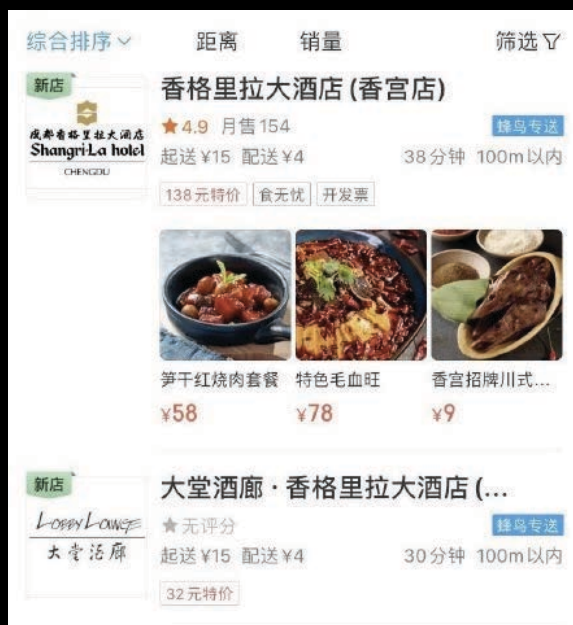 综合排序 距离 销量 筛选
新店
成都香格里拉大酒店
Shangri-La hotel
CHENGDU
香格里拉大酒店(香宫店)
4.9 月售154 蜂鸟专送
起送¥15 配送¥4 38分钟 100m以内
138元特价 食无忧 开发票
笋干红烧肉套餐 特色毛血旺 香宫招牌川式...
¥58 ¥78 ¥9
新店
LOBBY LOUNGE
大堂酒廊
大堂酒廊·香格里拉大酒店(...
无评分 蜂鸟专送
起送¥15 配送¥4 30分钟 100m以内
32元特价